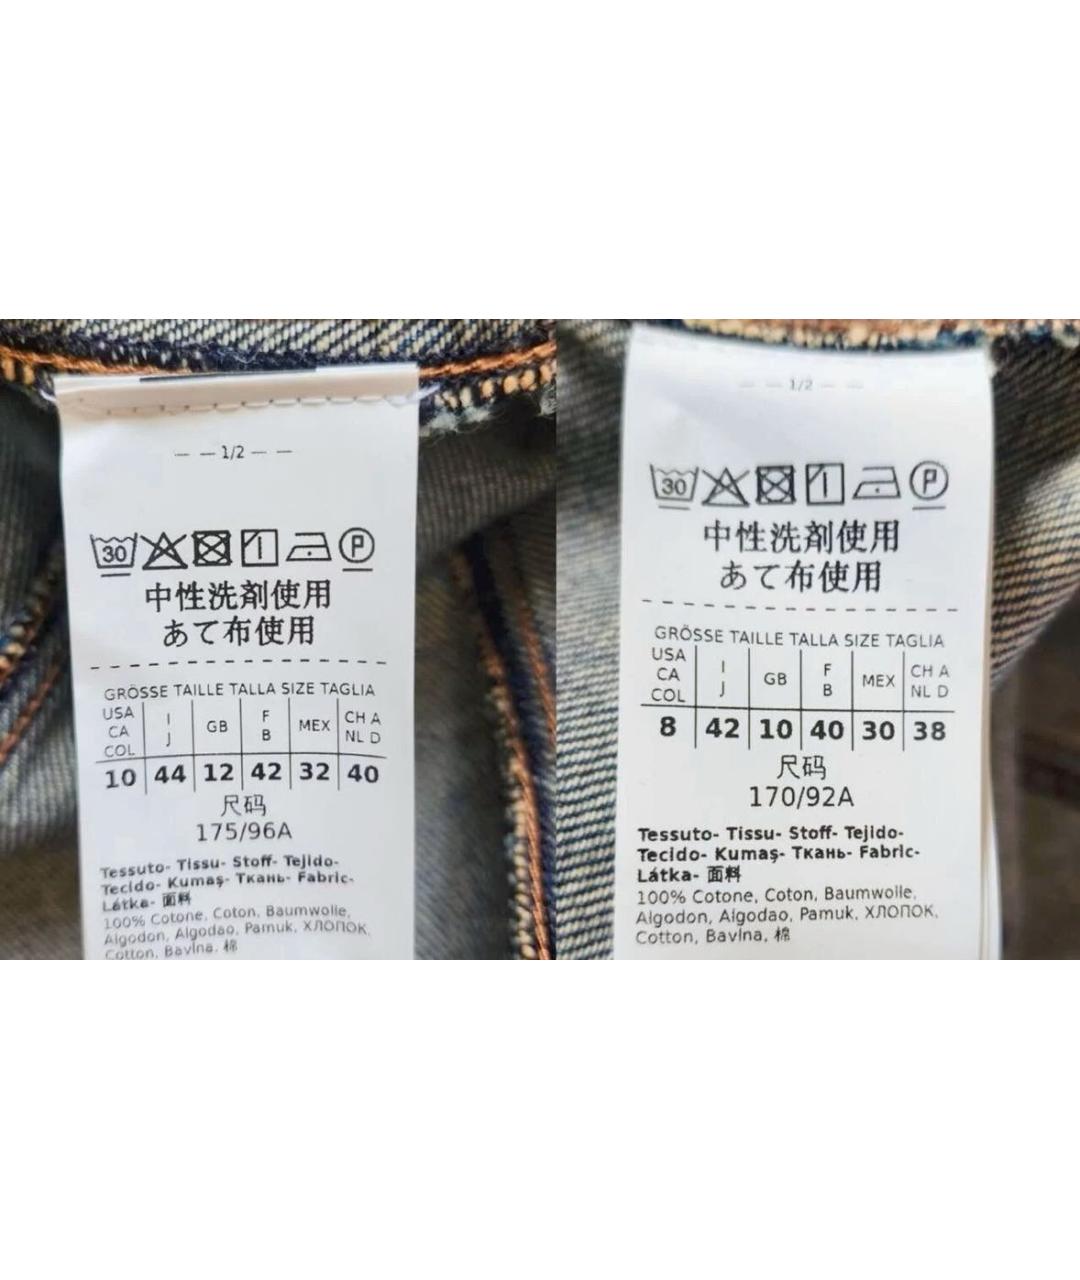 — — 1/2 — —
30 P
中性洗剤使用
あて布使用
GRÖSSE TAILLE TALLA SIZE TAGLIA
USA CA COL | I J | GB | F B | MEX | CH A NL D
10 | 44 | 12 | 42 | 32 | 40
尺码
175/96A
Tessuto- Tissu- Stoff- Tejido-
Tecido- Kumaş- Ткань- Fabric-
Látka- 面料
100% Cotone, Coton, Baumwolle,
Algodon, Algodao, Pamuk, ХЛОПОК,
Cotton, Bavlna, 棉
— — 1/2 — —
30 P
中性洗剤使用
あて布使用
GRÖSSE TAILLE TALLA SIZE TAGLIA
USA CA COL | I J | GB | F B | MEX | CH A NL D
8 | 42 | 10 | 40 | 30 | 38
尺码
170/92A
Tessuto- Tissu- Stoff- Tejido-
Tecido- Kumaş- Ткань- Fabric-
Látka- 面料
100% Cotone, Coton, Baumwolle,
Algodon, Algodao, Pamuk, ХЛОПОК,
Cotton, Bavlna, 棉